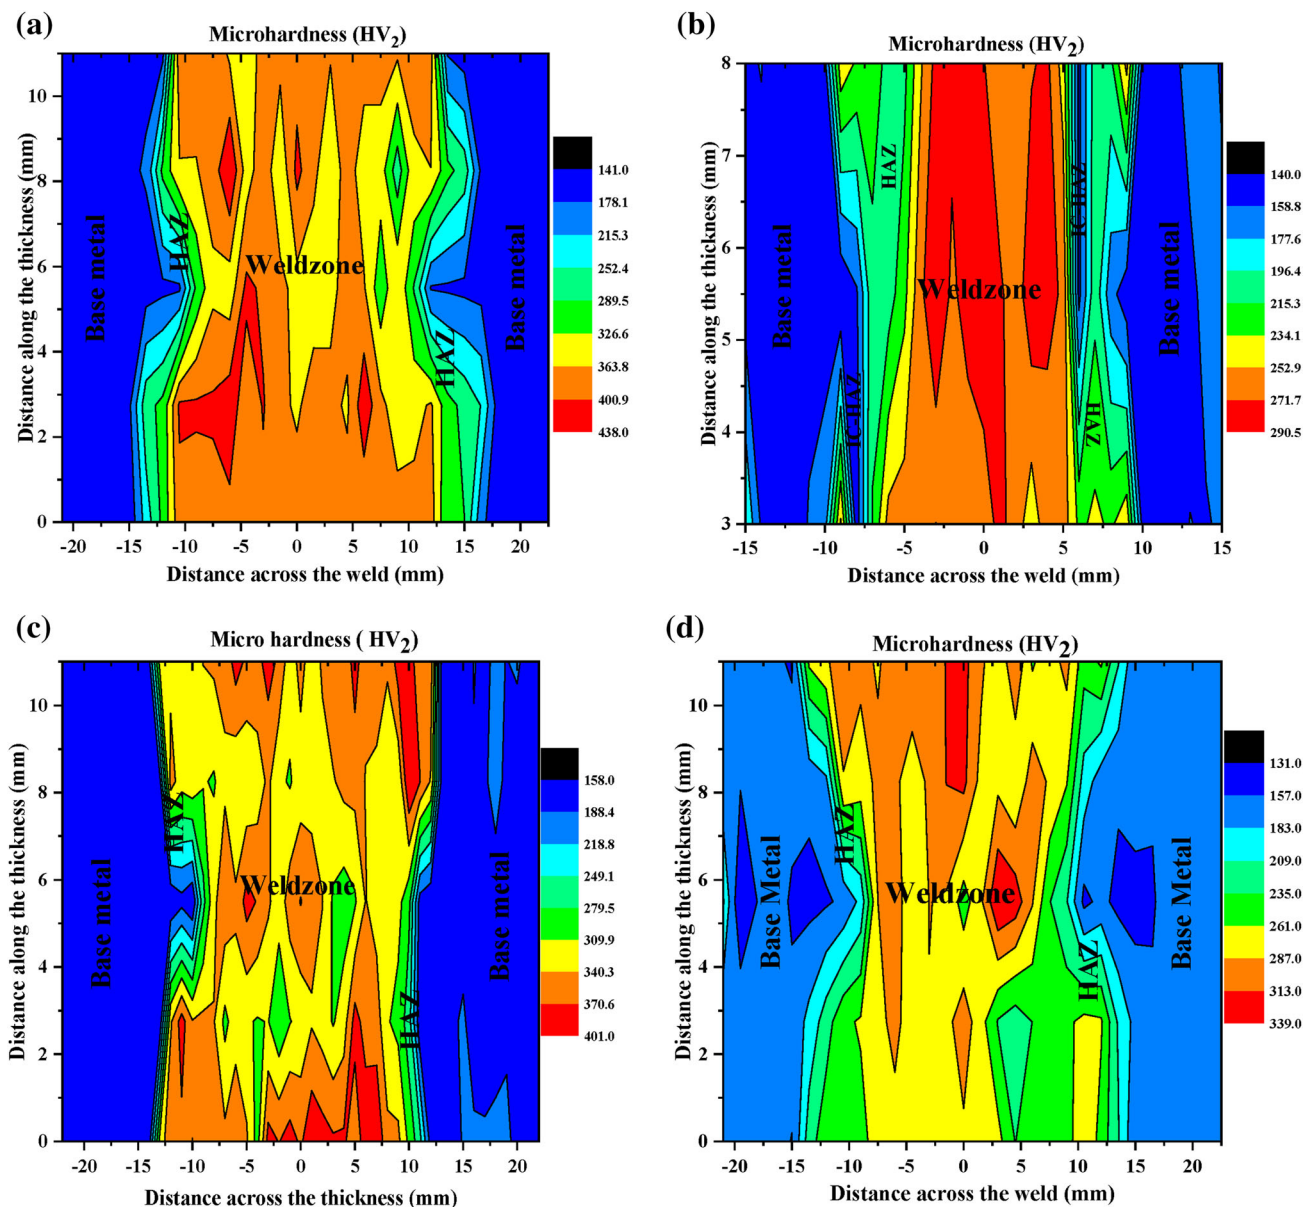 (a)
Microhardness (HV2)
Distance along the thickness (mm)
10
8
6
4
2
0
Base metal
HAZ
Weldzone
HAZ
Base metal
-20 -15 -10 -5 0 5 10 15 20
Distance across the weld (mm)
141.0
178.1
215.3
252.4
289.5
326.6
363.8
400.9
438.0
(b)
Microhardness (HV2)
Distance along the thickness (mm)
8
7
6
5
4
3
Base metal
IC-HAZ
HAZ
Weldzone
IC-HAZ
HAZ
Base metal
-15 -10 -5 0 5 10 15
Distance across the weld (mm)
140.0
158.8
177.6
196.4
215.3
234.1
252.9
271.7
290.5
(c)
Micro hardness ( HV2)
Distance along the thickness (mm)
10
8
6
4
2
0
Base metal
HAZ
Weldzone
HAZ
Base metal
-20 -15 -10 -5 0 5 10 15 20
Distance across the thickness (mm)
158.0
188.4
218.8
249.1
279.5
309.9
340.3
370.6
401.0
(d)
Microhardness (HV2)
Distance along the thickness (mm)
10
8
6
4
2
0
Base Metal
HAZ
Weldzone
HAZ
Base Metal
-20 -15 -10 -5 0 5 10 15 20
Distance across the weld (mm)
131.0
157.0
183.0
209.0
235.0
261.0
287.0
313.0
339.0